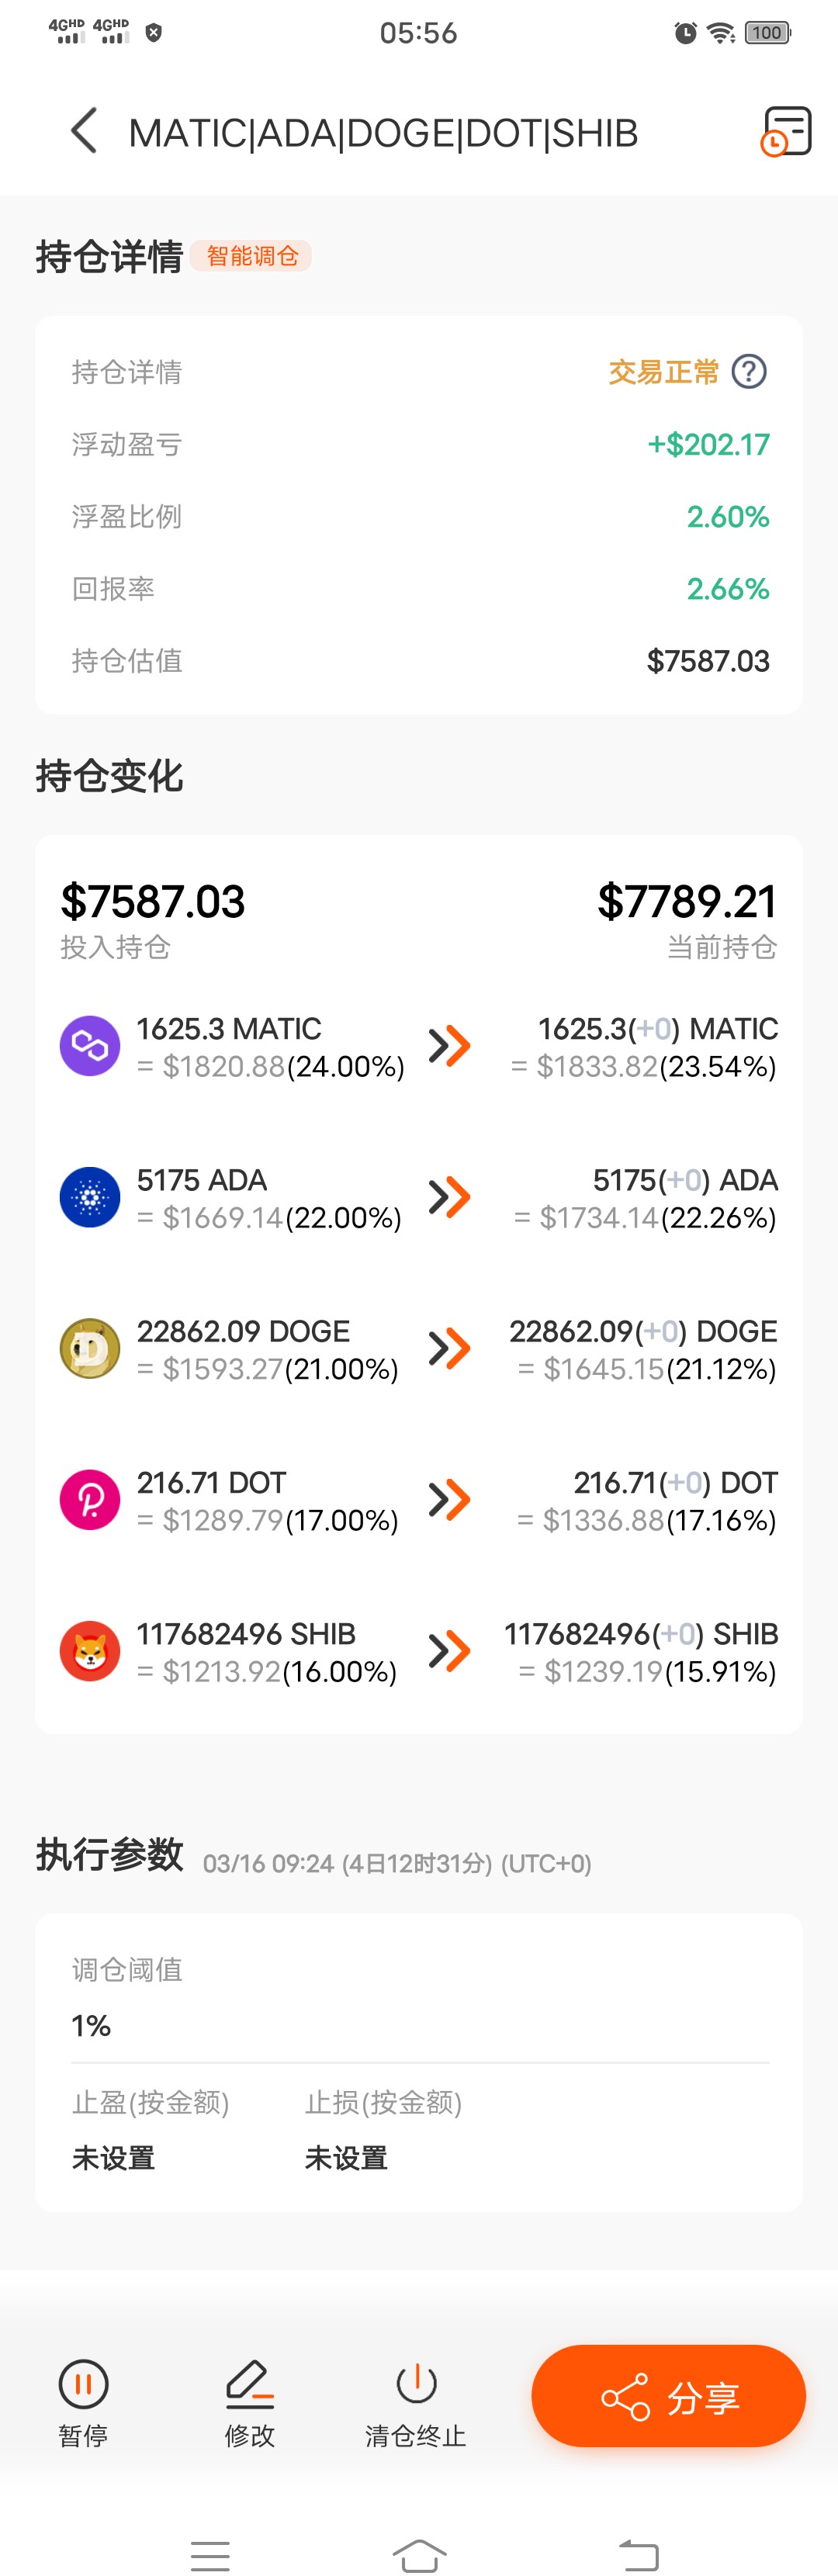 4GHD 4GHD 05:56 100
MATIC|ADA|DOGE|DOT|SHIB
持仓详情 智能调仓
持仓详情 交易正常 ?
浮动盈亏 +$202.17
浮盈比例 2.60%
回报率 2.66%
持仓估值 $7587.03
持仓变化
$7587.03 $7789.21
投入持仓 当前持仓
1625.3 MATIC 1625.3(+0) MATIC
= $1820.88(24.00%) = $1833.82(23.54%)
5175 ADA 5175(+0) ADA
= $1669.14(22.00%) = $1734.14(22.26%)
22862.09 DOGE 22862.09(+0) DOGE
= $1593.27(21.00%) = $1645.15(21.12%)
216.71 DOT 216.71(+0) DOT
= $1289.79(17.00%) = $1336.88(17.16%)
117682496 SHIB 117682496(+0) SHIB
= $1213.92(16.00%) = $1239.19(15.91%)
执行参数 03/16 09:24 (4日12时31分) (UTC+0)
调仓阈值
1%
止盈(按金额) 止损(按金额)
未设置 未设置
暂停 修改 清仓终止 分享